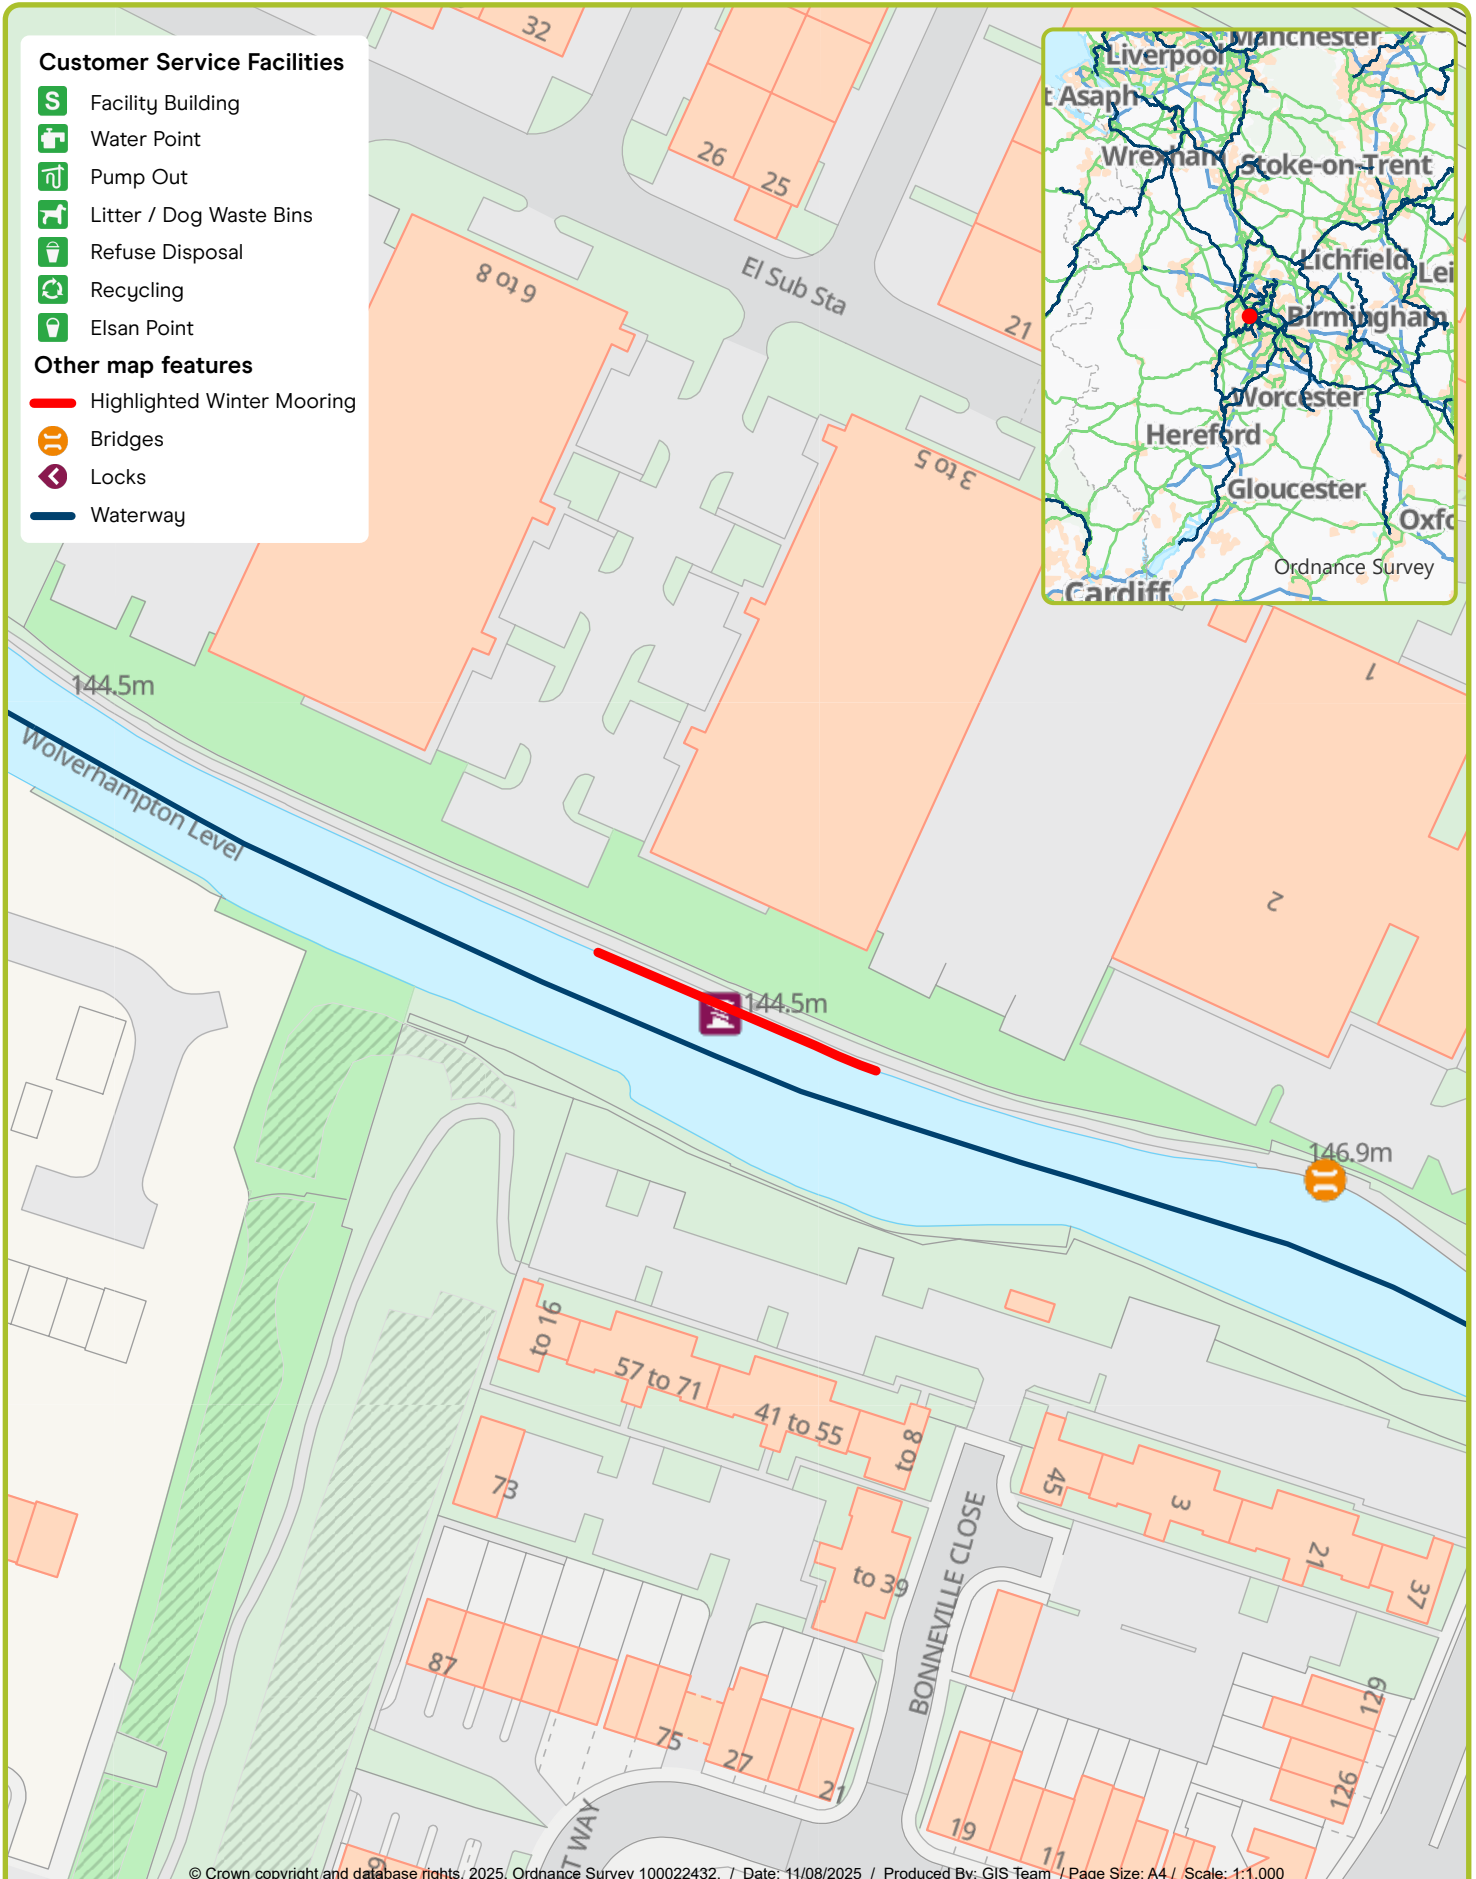 Customer Service Facilities
S Facility Building
Water Point
Pump Out
Litter / Dog Waste Bins
Refuse Disposal
Recycling
Elsan Point
Other map features
Highlighted Winter Mooring
Bridges
Locks
Waterway
Manchester
Liverpool
t Asaph
Wrexham
Stoke-on-Trent
Lichfield
Lei
Birmingham
Worcester
Hereford
Gloucester
Oxfo
Cardiff
Ordnance Survey
32
26
25
El Sub Sta
21
6 to 8
3 to 5
1
2
144.5m
Wolverhampton Level
144.5m
146.9m
to 16
57 to 71
41 to 55
to 8
73
to 39
BONNEVILLE CLOSE
45
3
21
37
87
75
27
21
129
126
19
11
T WAY
9
© Crown copyright and database rights, 2025, Ordnance Survey 100022432. / Date: 11/08/2025 / Produced By: GIS Team / Page Size: A4 / Scale: 1:1,000